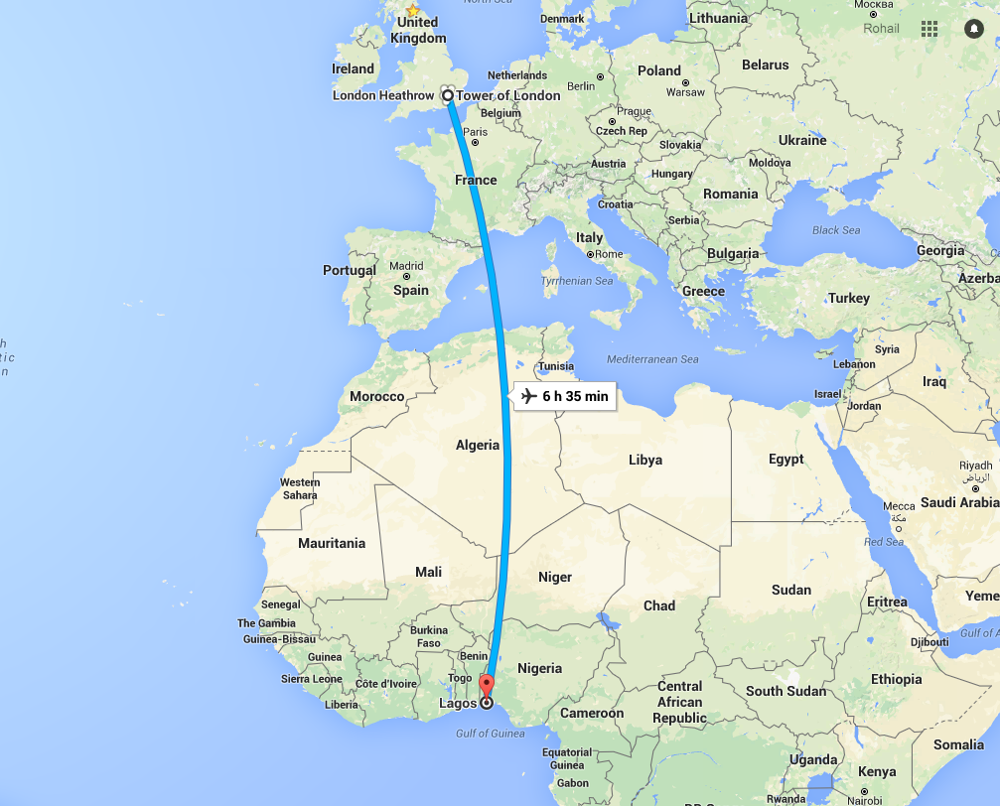 North Sea
Москва
Denmark
Lithuania
United
Kingdom
Rohail
Ireland
Netherlands
Poland
Belarus
Berlin
Warsaw
London Heathrow
Tower of London
Belgium
Prague
Paris
Czech Rep
Ukraine
Slovakia
Austria
Moldova
France
Hungary
Romania
Croatia
Serbia
Black Sea
Italy
Rome
Bulgaria
Georgia
Portugal
Madrid
Spain
Tyrrhenian Sea
Azerba
Greece
Turkey
h
tic
n
Syria
Mediterranean Sea
Lebanon
Tunisia
Iraq
Morocco
6 h 35 min
Israel
Jordan
Algeria
Libya
Egypt
Riyadh
الرياض
Western
Sahara
Saudi Arabia
Mecca
مكة
Mauritania
Red Sea
Mali
Niger
Sudan
Yeme
Senegal
Chad
Eritrea
The Gambia
Guinea-Bissau
Burkina
Faso
Gulf of A
Djibouti
Guinea
Benin
Nigeria
Sierra Leone
Togo
Côte d'Ivoire
Central
African
Republic
South Sudan
Ethiopia
Liberia
Lagos
Cameroon
Gulf of Guinea
Somalia
Equatorial
Guinea
Uganda
Kenya
Gabon
Rwanda
Nairobi